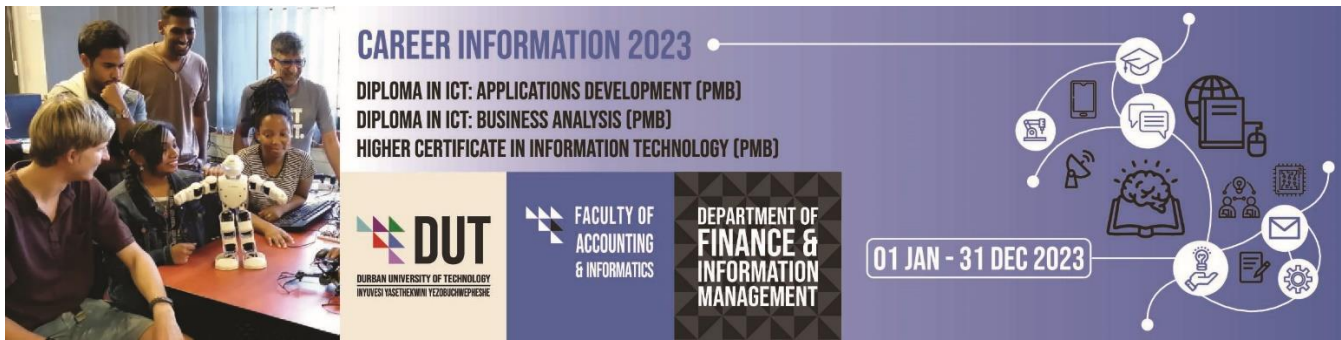 CAREER INFORMATION 2023
DIPLOMA IN ICT: APPLICATIONS DEVELOPMENT (PMB)
DIPLOMA IN ICT: BUSINESS ANALYSIS (PMB)
HIGHER CERTIFICATE IN INFORMATION TECHNOLOGY (PMB)
DUT
DURBAN UNIVERSITY OF TECHNOLOGY
INYUVESI YASETHEKWINI YEZOBUCHWEPHESHE
FACULTY OF
ACCOUNTING
& INFORMATICS
DEPARTMENT OF
FINANCE &
INFORMATION
MANAGEMENT
01 JAN - 31 DEC 2023